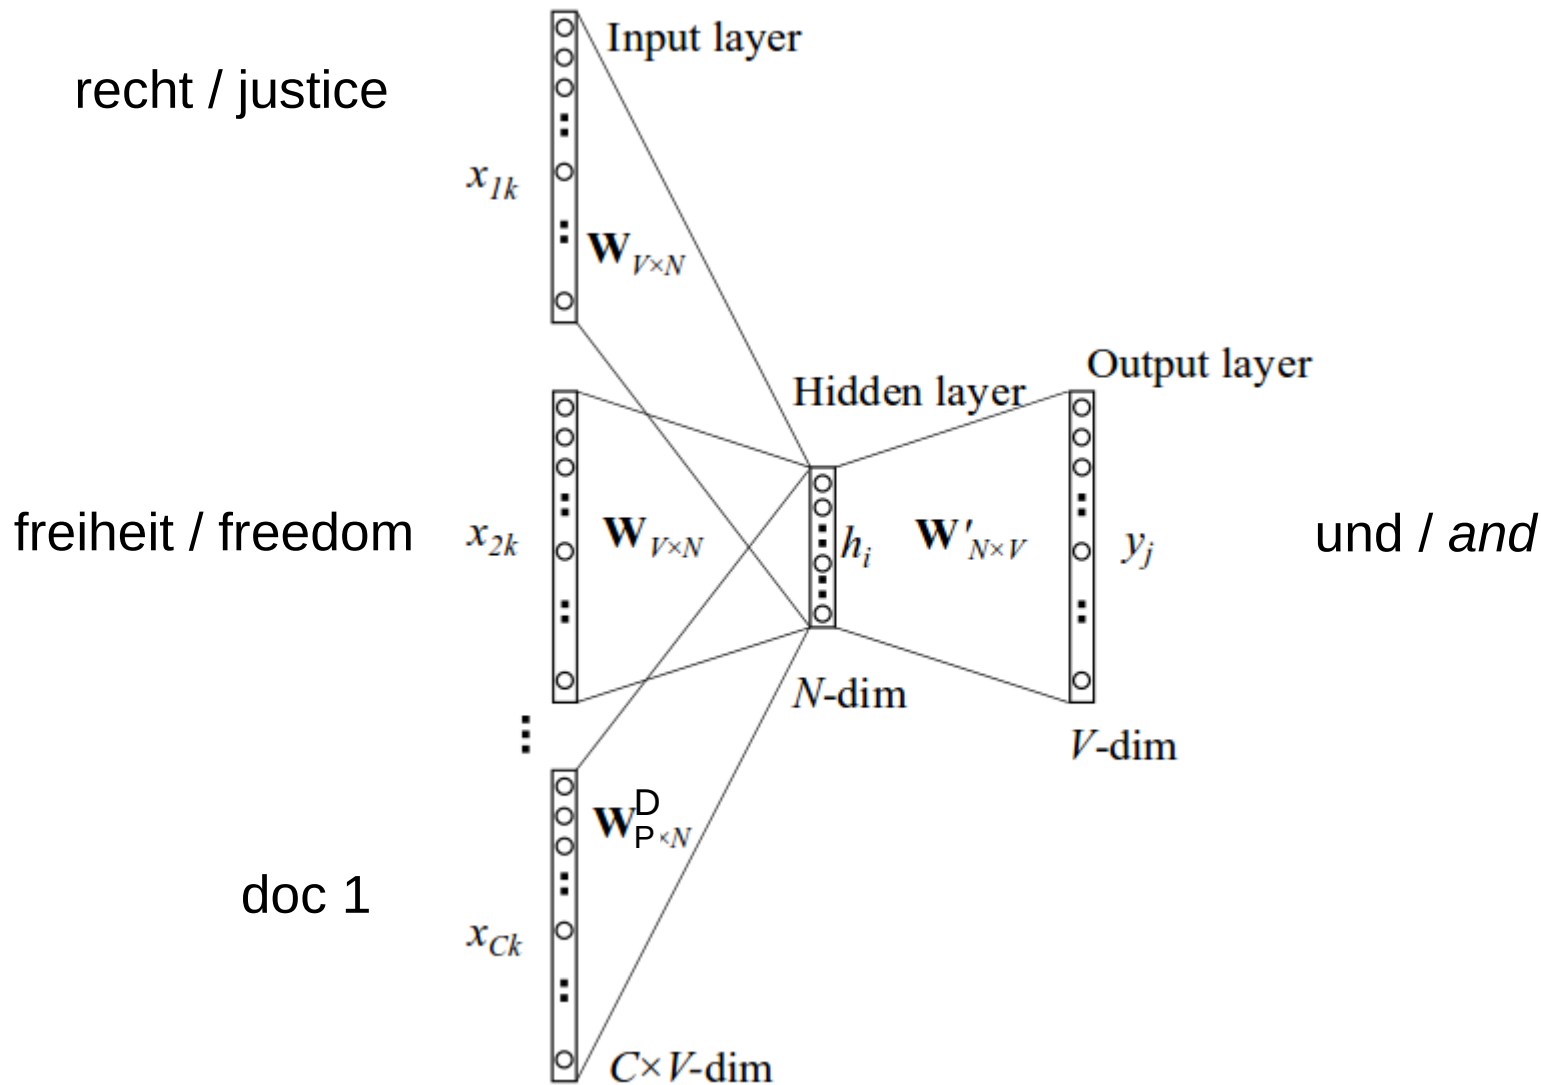 Input layer
recht / justice
x1k
WV×N
Output layer
Hidden layer
freiheit / freedom
x2k
WV×N
hi
W'N×V
yj
und / and
N-dim
V-dim
WDP×N
doc 1
xCk
C×V-dim